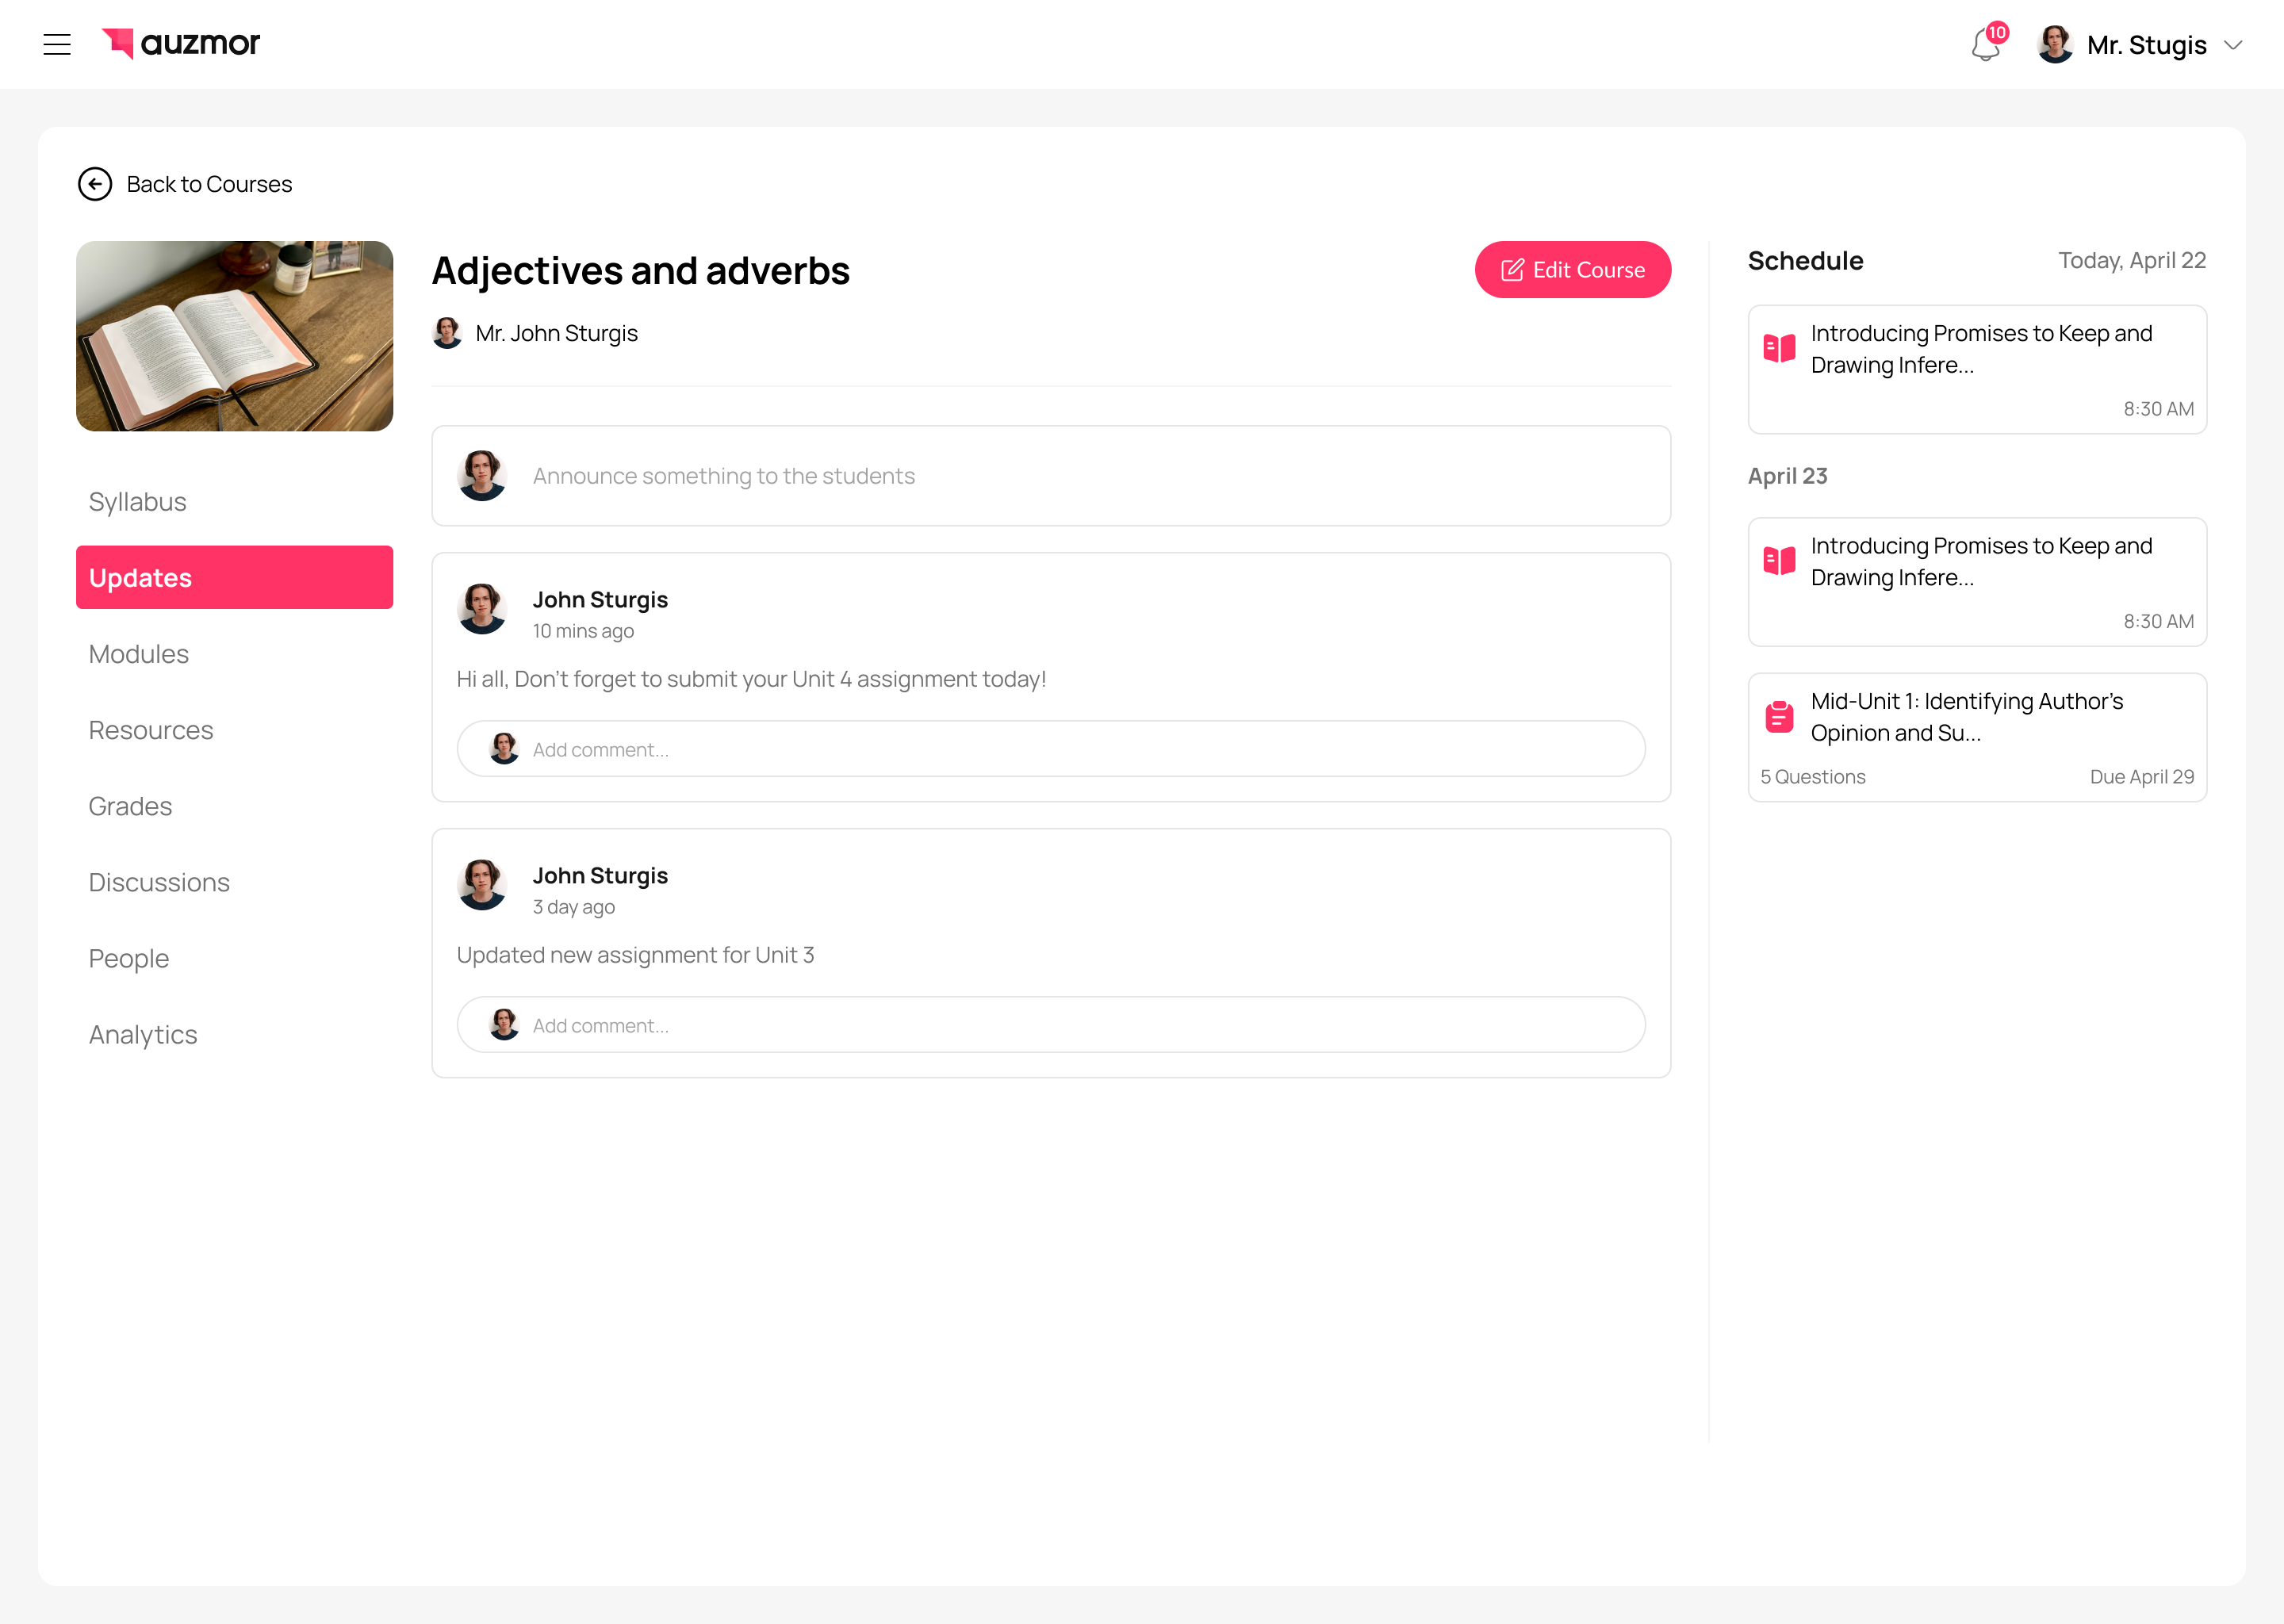 auzmor
10
Mr. Stugis
Back to Courses
Adjectives and adverbs
Edit Course
Mr. John Sturgis
Syllabus
Updates
Modules
Resources
Grades
Discussions
People
Analytics
Announce something to the students
John Sturgis
10 mins ago
Hi all, Don't forget to submit your Unit 4 assignment today!
Add comment...
John Sturgis
3 day ago
Updated new assignment for Unit 3
Add comment...
Schedule
Today, April 22
Introducing Promises to Keep and
Drawing Infere...
8:30 AM
April 23
Introducing Promises to Keep and
Drawing Infere...
8:30 AM
Mid-Unit 1: Identifying Author's
Opinion and Su...
5 Questions
Due April 29